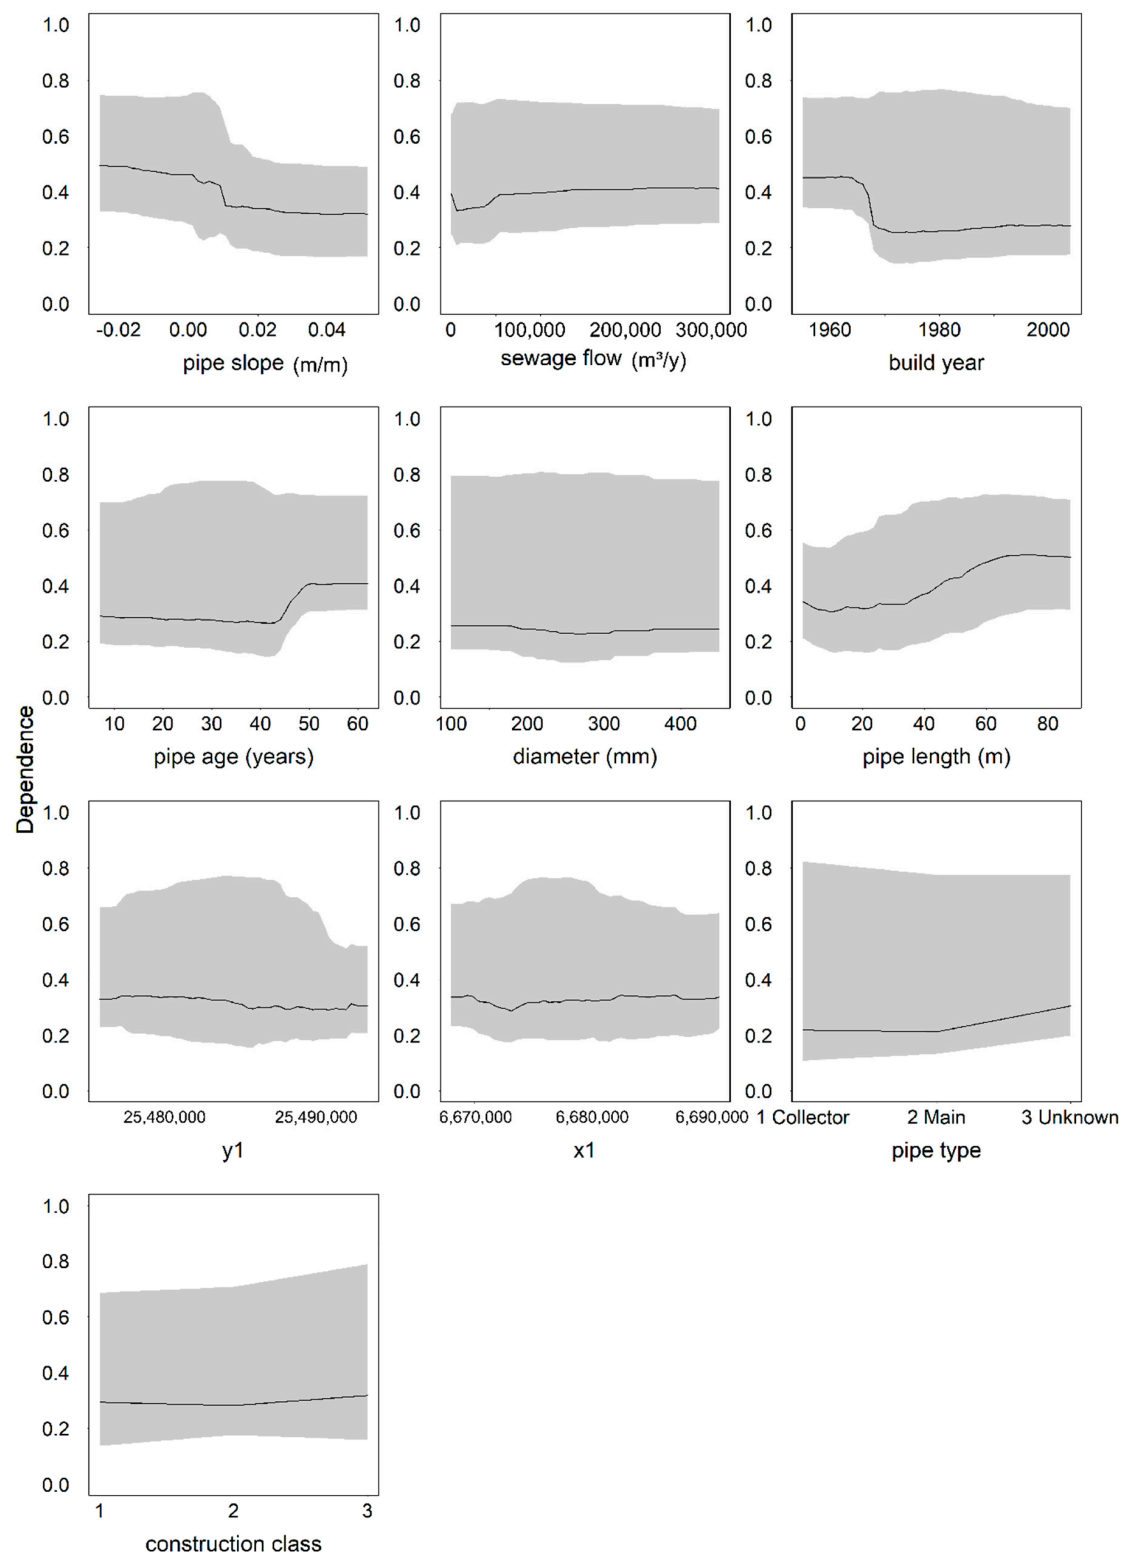 1.0 1.0 1.0
0.8 0.8 0.8
0.6 0.6 0.6
0.4 0.4 0.4
0.2 0.2 0.2
0.0 0.0 0.0
-0.02 0.00 0.02 0.04 0 100,000 200,000 300,000 1960 1980 2000
pipe slope (m/m) sewage flow (m³/y) build year
1.0 1.0 1.0
0.8 0.8 0.8
0.6 0.6 0.6
0.4 0.4 0.4
0.2 0.2 0.2
0.0 0.0 0.0
10 20 30 40 50 60 100 200 300 400 0 20 40 60 80
pipe age (years) diameter (mm) pipe length (m)
Dependence
1.0 1.0 1.0
0.8 0.8 0.8
0.6 0.6 0.6
0.4 0.4 0.4
0.2 0.2 0.2
0.0 0.0 0.0
25,480,000 25,490,000 6,670,000 6,680,000 6,690,000 1 Collector 2 Main 3 Unknown
y1 x1 pipe type
1.0
0.8
0.6
0.4
0.2
0.0
1 2 3
construction class